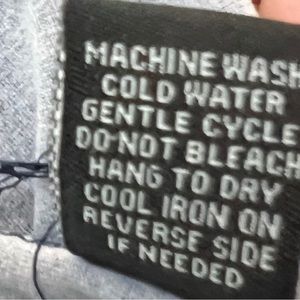 MACHINE WASH
COLD WATER
GENTLE CYCLE
DO NOT BLEACH
HANG TO DRY
COOL IRON ON
REVERSE SIDE
IF NEEDED